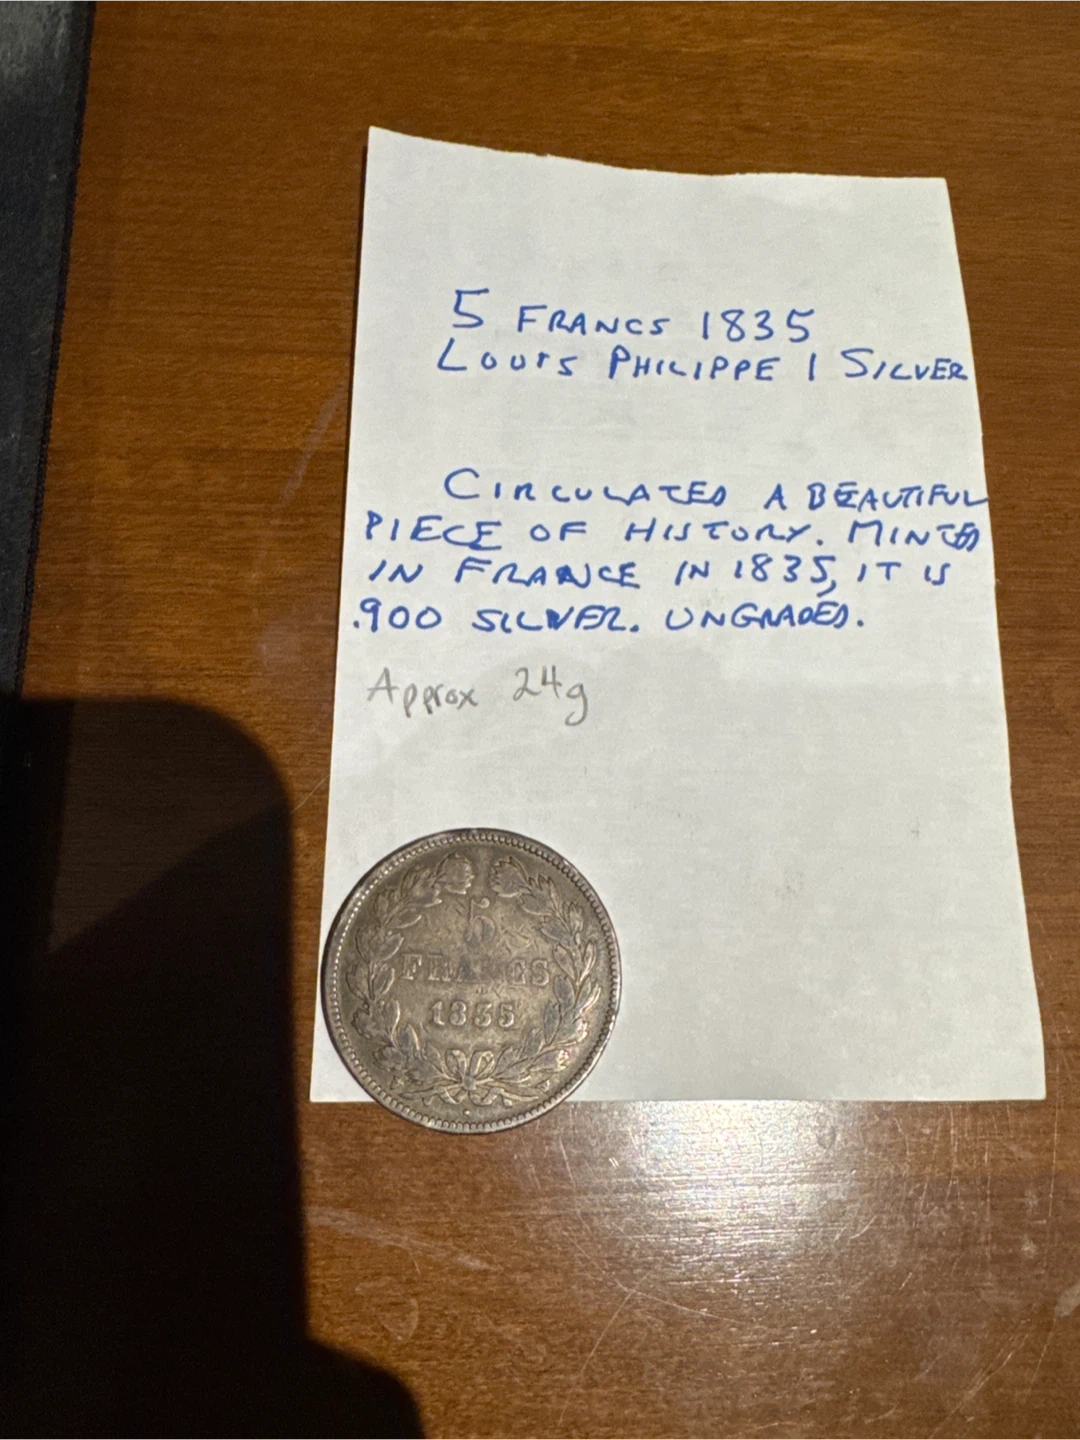 5 FRANCS 1835
LOUIS PHILIPPE I SILVER
CIRCULATED A BEAUTIFUL
PIECE OF HISTORY. MINTED
IN FRANCE IN 1835, IT IS
.900 SILVER. UNGRADED.
Approx 24g
5
FRANCS
1835